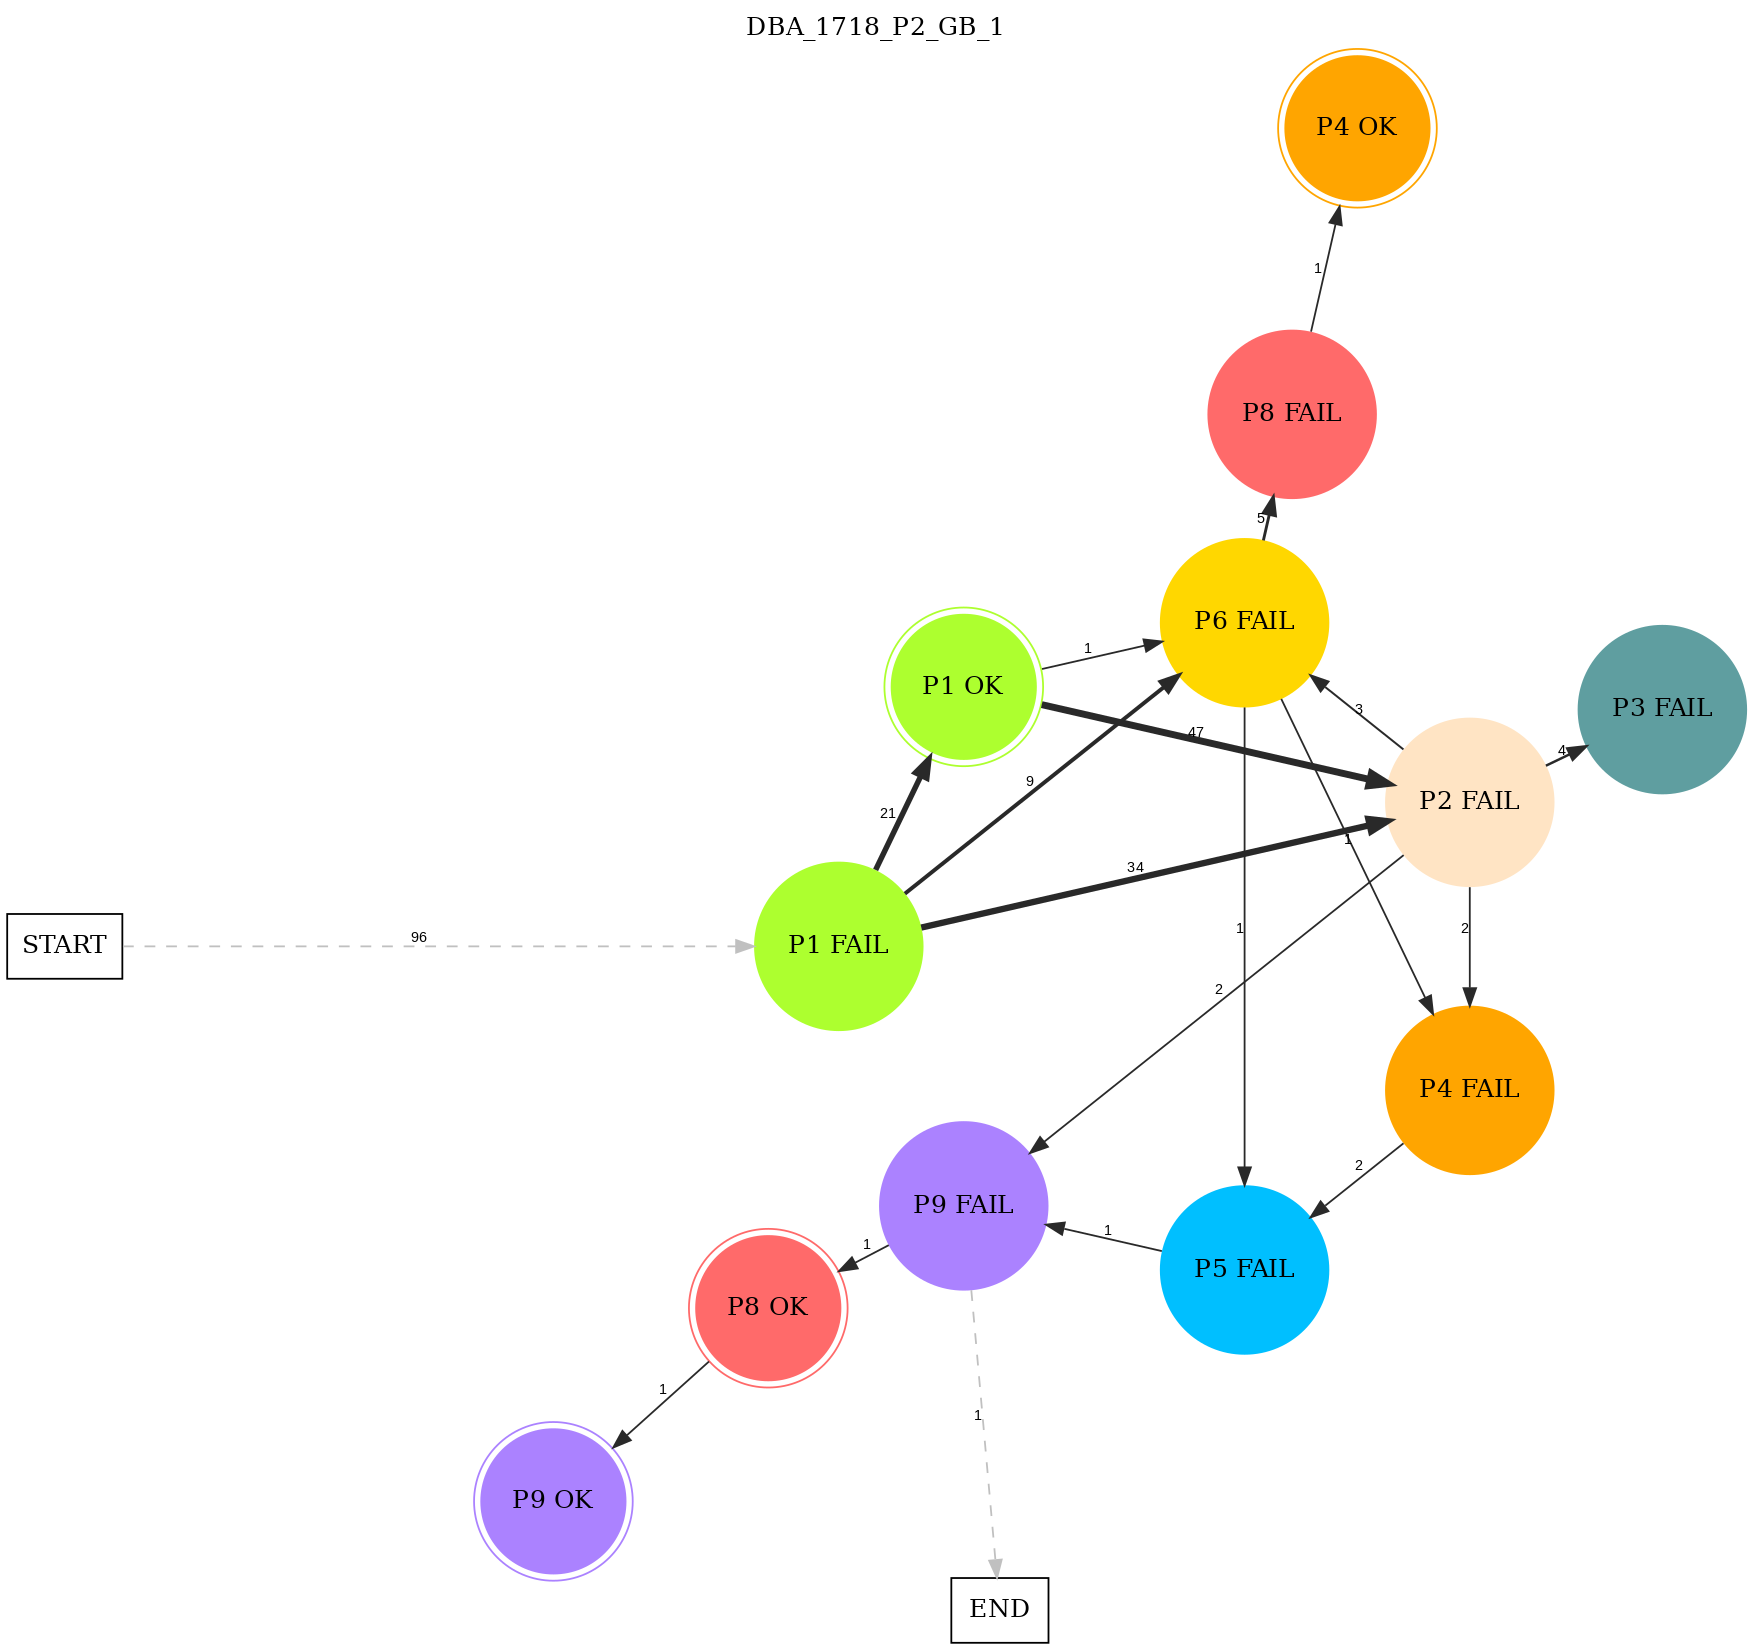 DBA_1718_P2_GB_1
P4 OK
1
P8 FAIL
5
P6 FAIL
P1 OK
1
3
P3 FAIL
47
4
9
P2 FAIL
21
1
34
START
96
P1 FAIL
1
2
2
P4 FAIL
2
P9 FAIL
1
P5 FAIL
1
P8 OK
1
1
P9 OK
END